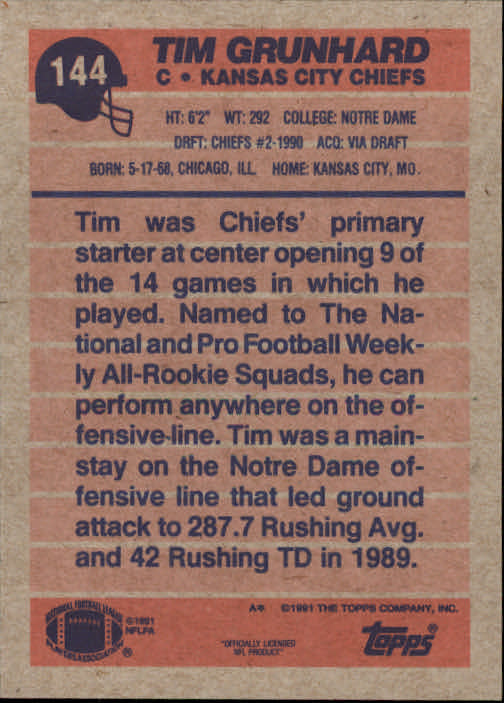 144
TIM GRUNHARD
C • KANSAS CITY CHIEFS
HT: 6'2" WT: 292 COLLEGE: NOTRE DAME
DRFT: CHIEFS #2-1990 ACQ: VIA DRAFT
BORN: 5-17-68, CHICAGO, ILL. HOME: KANSAS CITY, MO.
Tim was Chiefs' primary
starter at center opening 9 of
the 14 games in which he
played. Named to The Na-
tional and Pro Football Week-
ly All-Rookie Squads, he can
perform anywhere on the of-
fensive-line. Tim was a main-
stay on the Notre Dame of-
fensive line that led ground
attack to 287.7 Rushing Avg.
and 42 Rushing TD in 1989.
A* ©1991 THE TOPPS COMPANY, INC.
NATIONAL FOOTBALL LEAGUE
PLAYERS ASSOCIATION ®
©1991
NFLPA
"OFFICIALLY LICENSED
NFL PRODUCT"
topps®